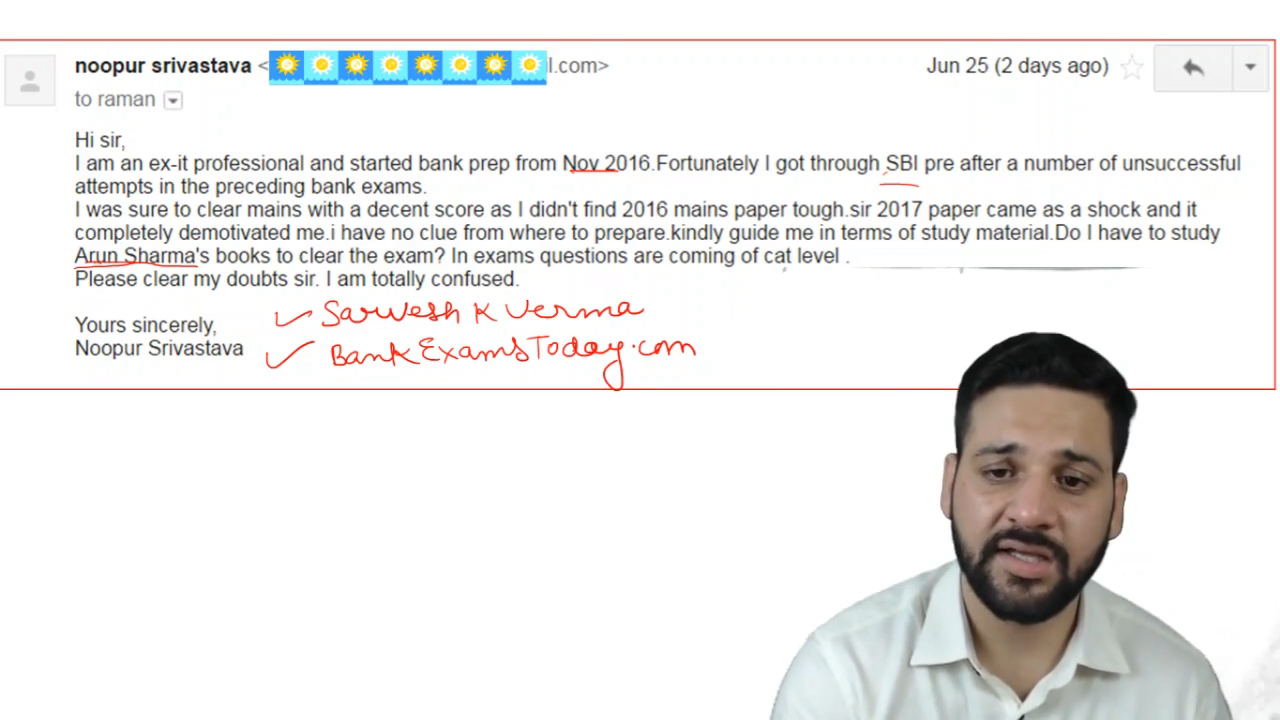 noopur srivastava < l.com> Jun 25 (2 days ago)
to raman
Hi sir,
I am an ex-it professional and started bank prep from Nov 2016.Fortunately I got through SBI pre after a number of unsuccessful
attempts in the preceding bank exams.
I was sure to clear mains with a decent score as I didn't find 2016 mains paper tough.sir 2017 paper came as a shock and it
completely demotivated me.i have no clue from where to prepare.kindly guide me in terms of study material.Do I have to study
Arun Sharma's books to clear the exam? In exams questions are coming of cat level .
Please clear my doubts sir. I am totally confused.
Sarvesh K Verma
Yours sincerely,
BankExamsToday.com
Noopur Srivastava